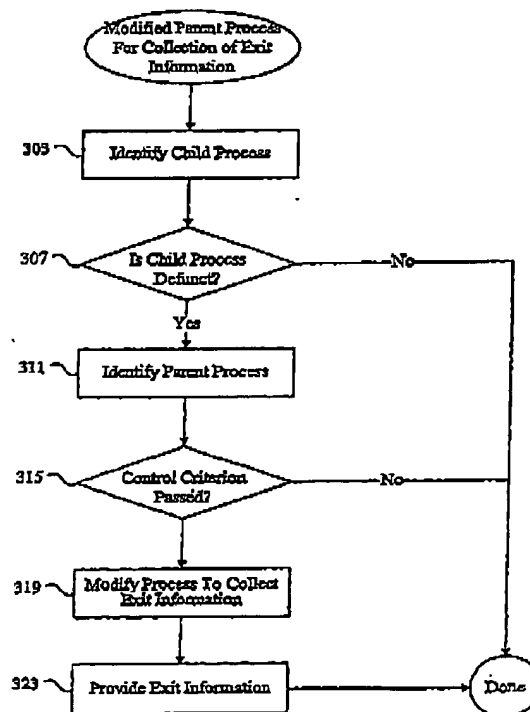 Modified Parent Process
For Collection of Exit
Information
305
Identify Child Process
307
Is Child Process
Defunct?
No
Yes
311
Identify Parent Process
315
Control Criterion
Passed?
No
319
Modify Process To Collect
Exit Information
323
Provide Exit Information
Done